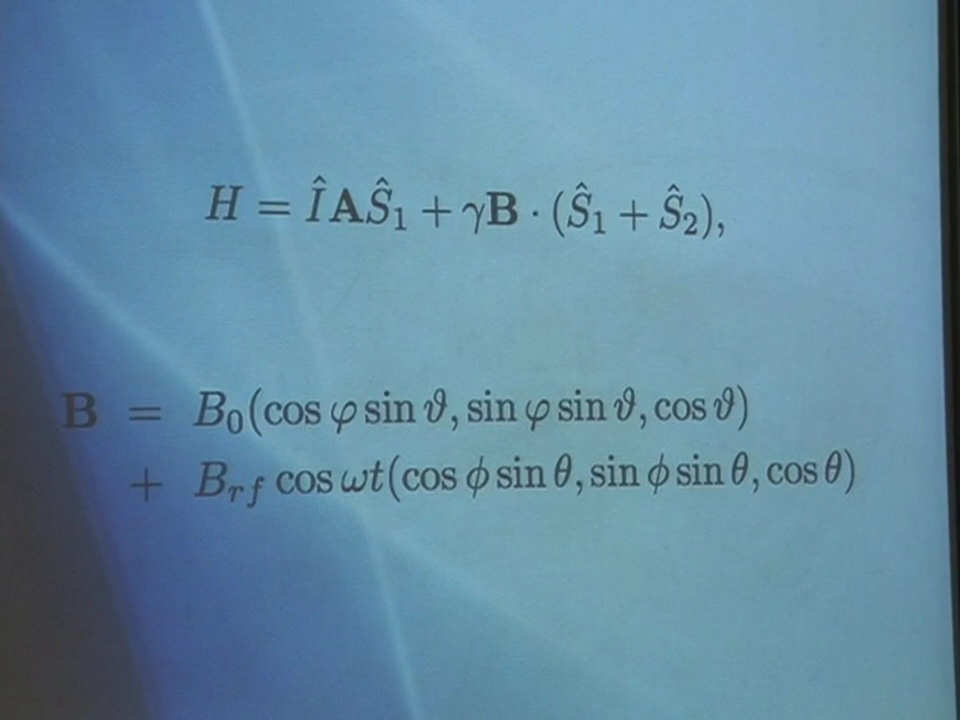 H = ÎAŜ₁ + γB · (Ŝ₁ + Ŝ₂),
B = B₀(cos φ sin ϑ, sin φ sin ϑ, cos ϑ)
+ B_rf cos ωt(cos ϕ sin θ, sin ϕ sin θ, cos θ)